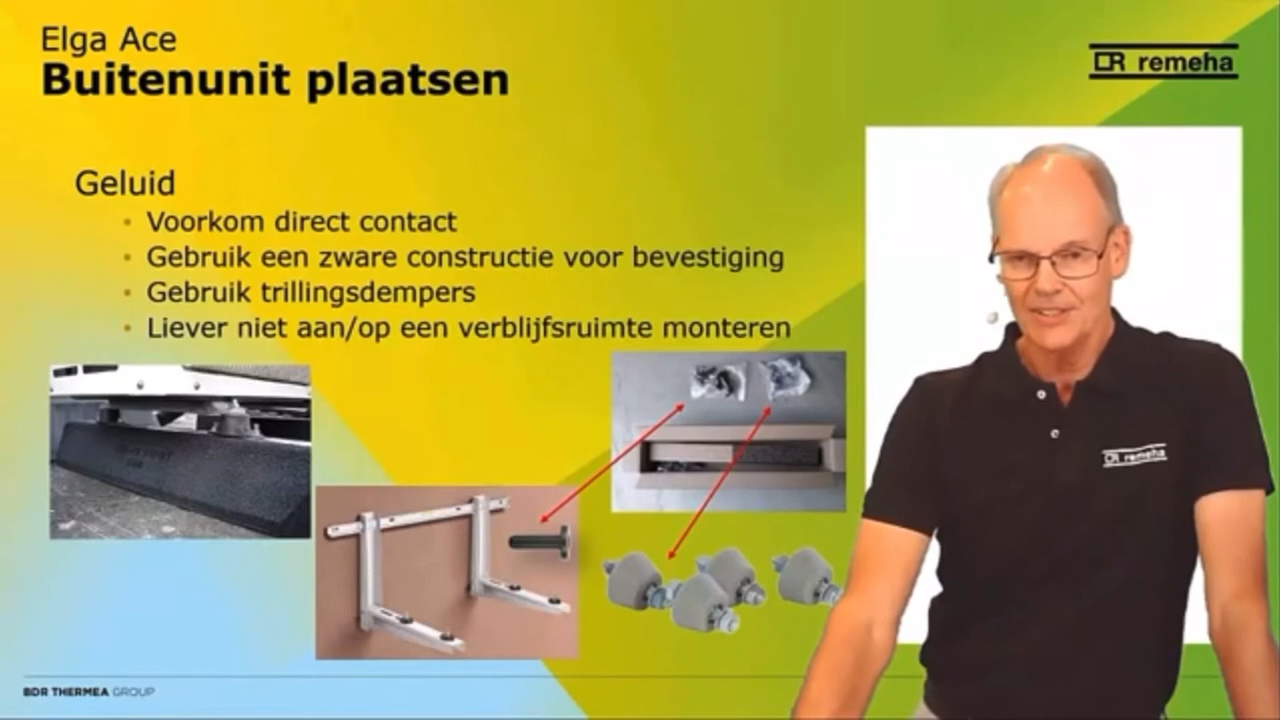 Elga Ace
Buitenunit plaatsen
remeha
Geluid
• Voorkom direct contact
• Gebruik een zware constructie voor bevestiging
• Gebruik trillingsdempers
• Liever niet aan/op een verblijfsruimte monteren
remeha
BDR THERMEA GROUP